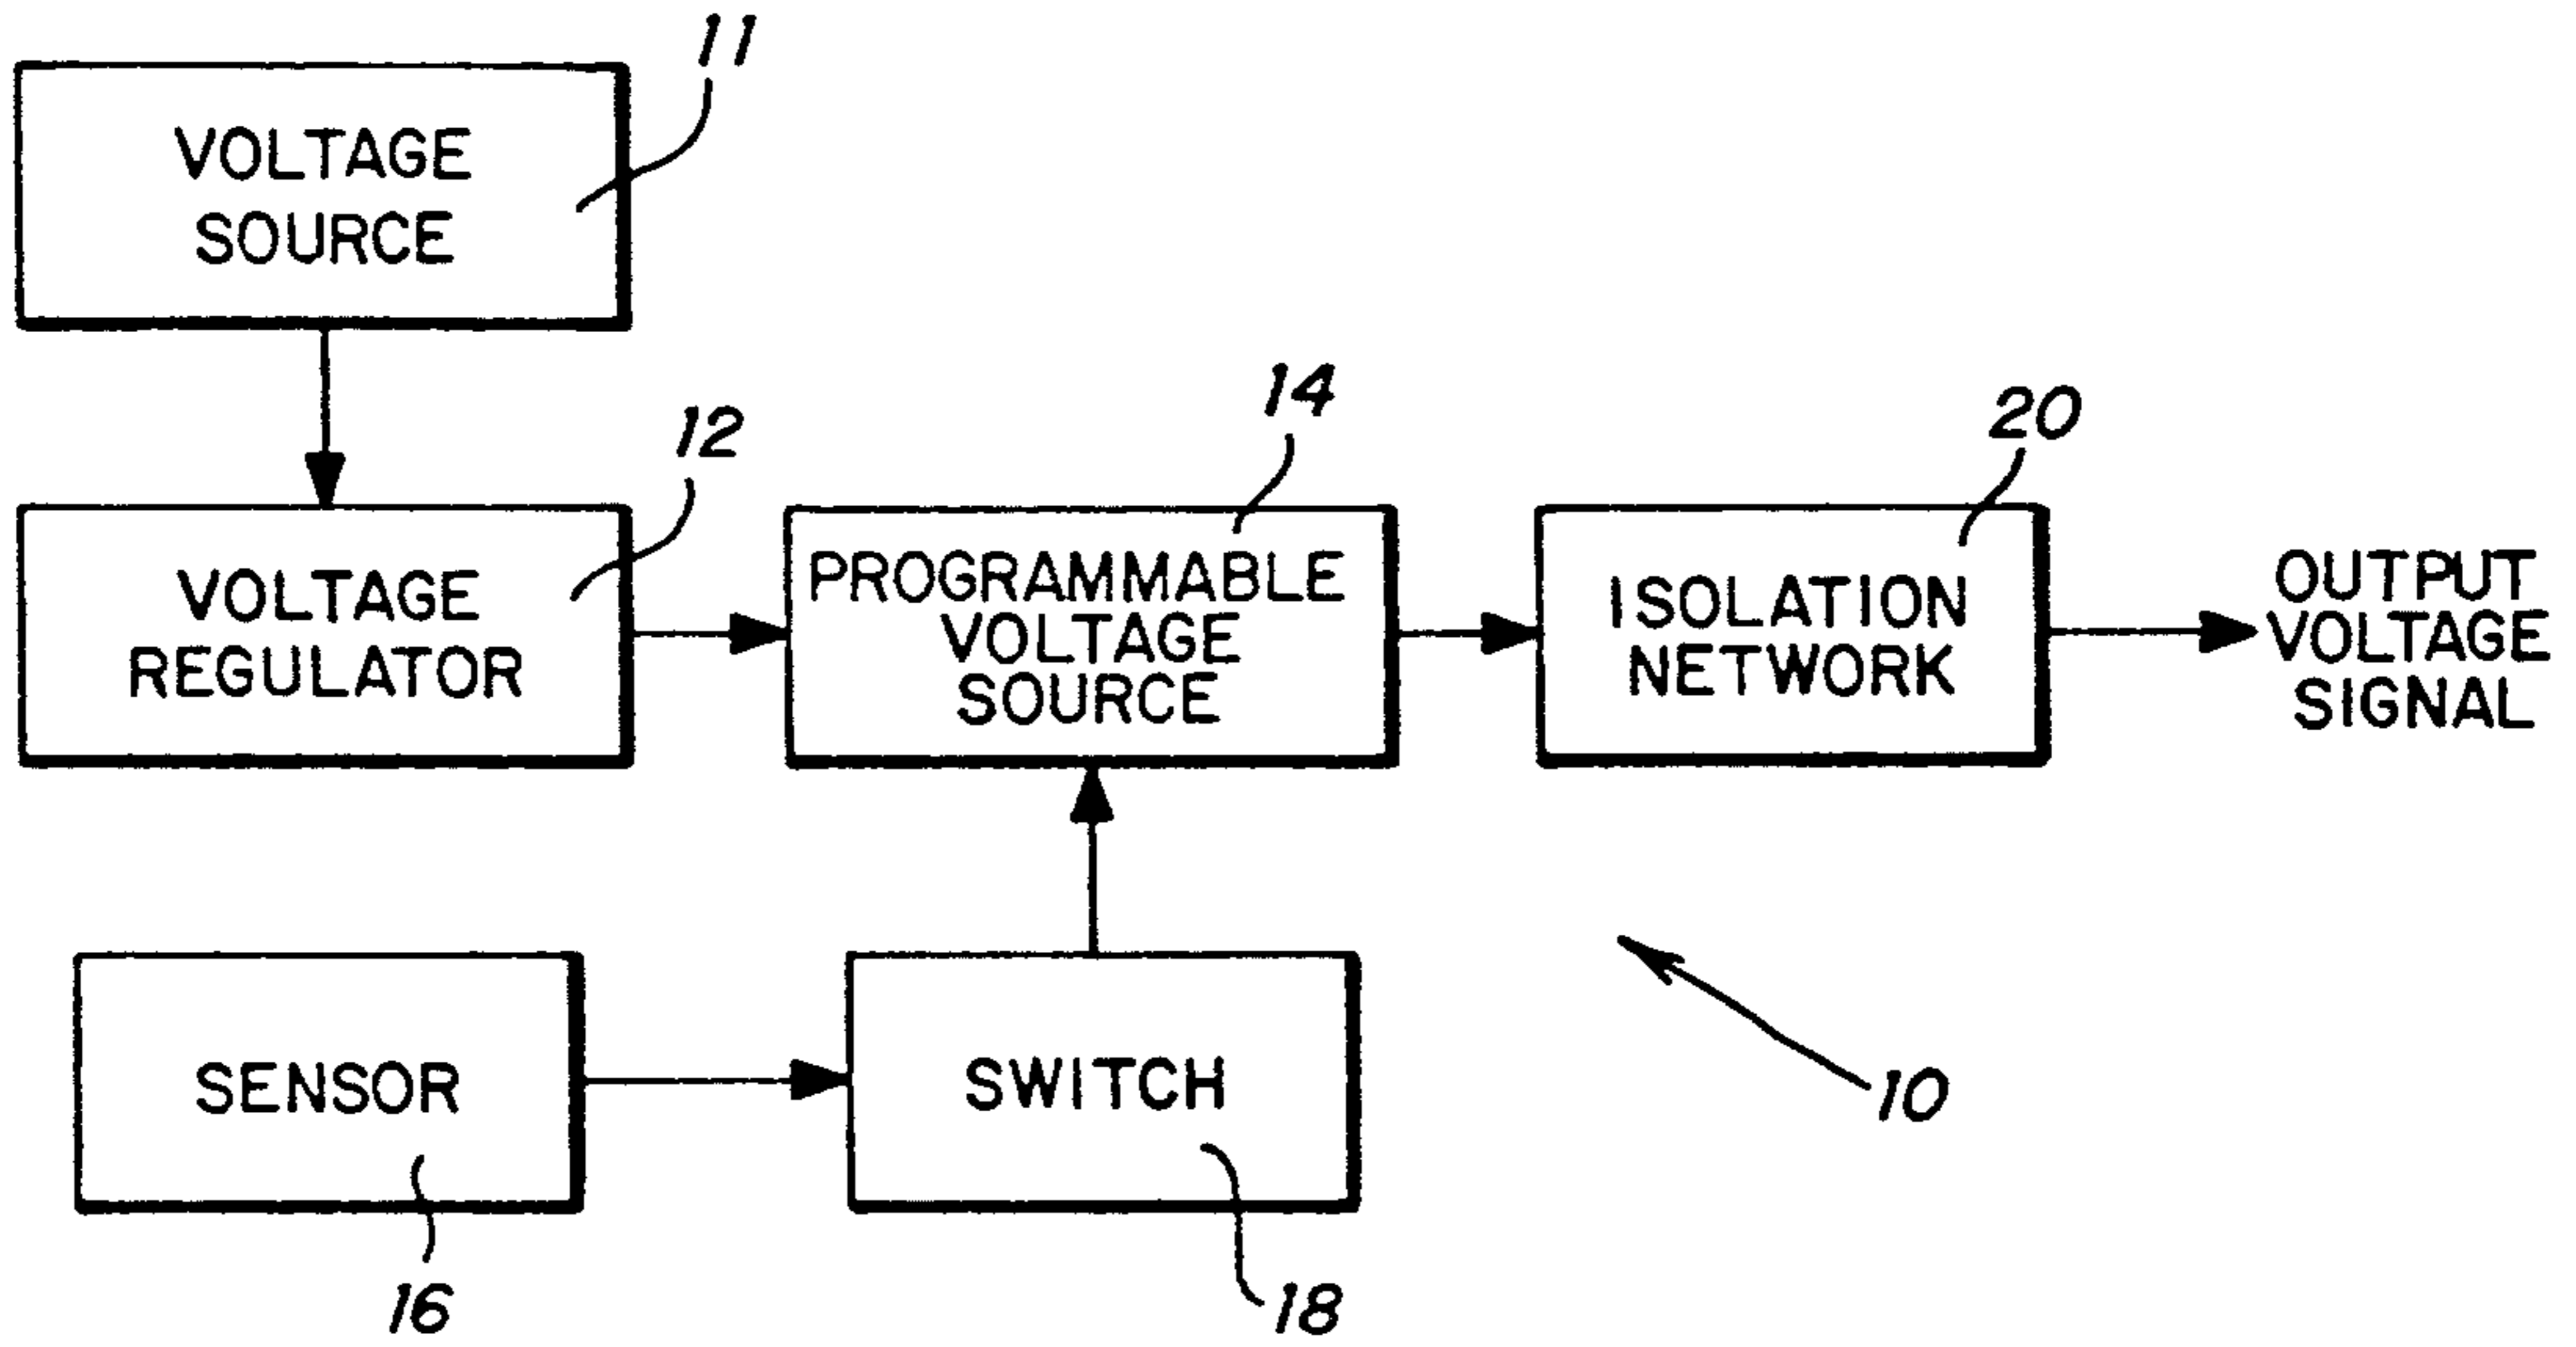 11
VOLTAGE
SOURCE
12
VOLTAGE
REGULATOR
14
PROGRAMMABLE
VOLTAGE
SOURCE
20
ISOLATION
NETWORK
OUTPUT
VOLTAGE
SIGNAL
SENSOR
16
SWITCH
18
10